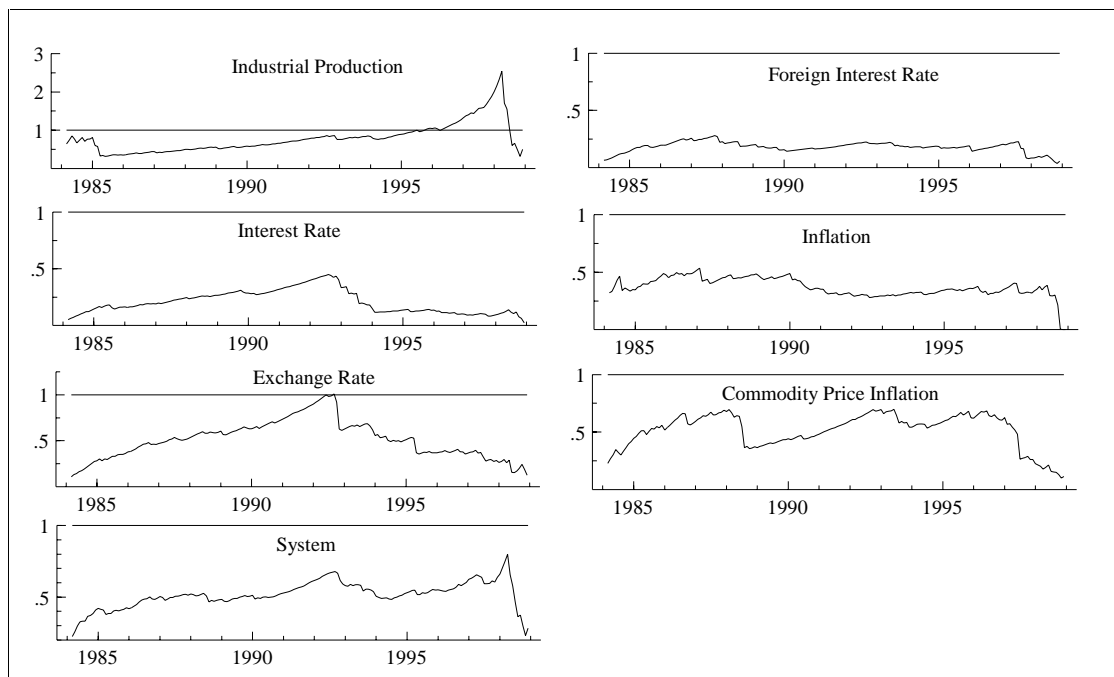 3
2
1
Industrial Production
1985 1990 1995
1
.5
Foreign Interest Rate
1985 1990 1995
1
.5
Interest Rate
1985 1990 1995
1
.5
Inflation
1985 1990 1995
1
.5
Exchange Rate
1985 1990 1995
1
.5
Commodity Price Inflation
1985 1990 1995
1
.5
System
1985 1990 1995